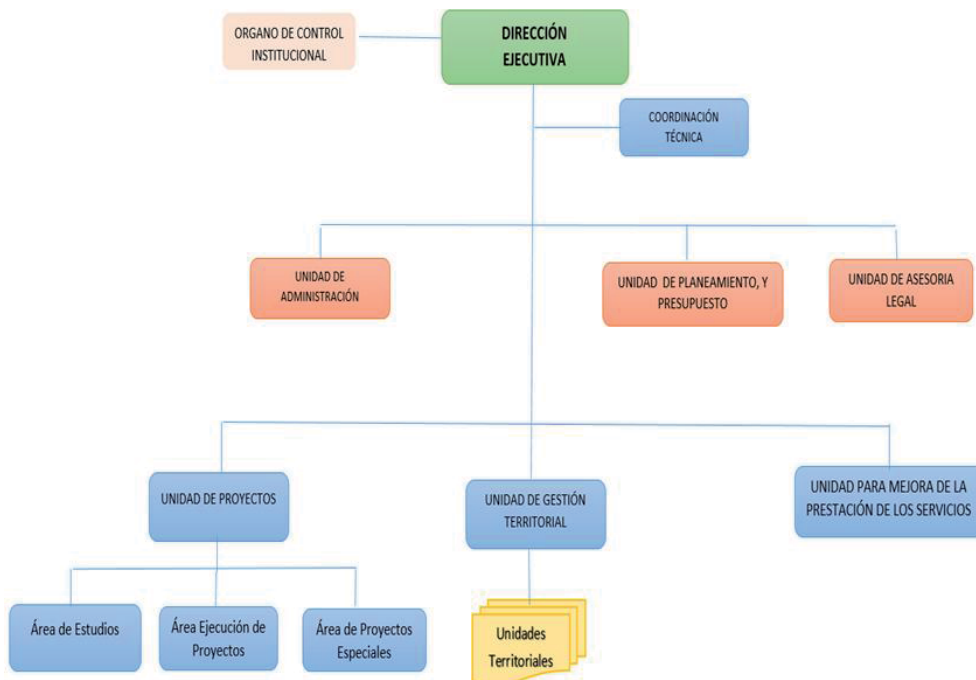 ORGANO DE CONTROL
INSTITUCIONAL
DIRECCIÓN
EJECUTIVA
COORDINACIÓN
TÉCNICA
UNIDAD DE
ADMINISTRACIÓN
UNIDAD DE PLANEAMIENTO, Y
PRESUPUESTO
UNIDAD DE ASESORIA
LEGAL
UNIDAD DE PROYECTOS
UNIDAD DE GESTIÓN
TERRITORIAL
UNIDAD PARA MEJORA DE LA
PRESTACIÓN DE LOS SERVICIOS
Área de Estudios
Área Ejecución de
Proyectos
Área de Proyectos
Especiales
Unidades
Territoriales